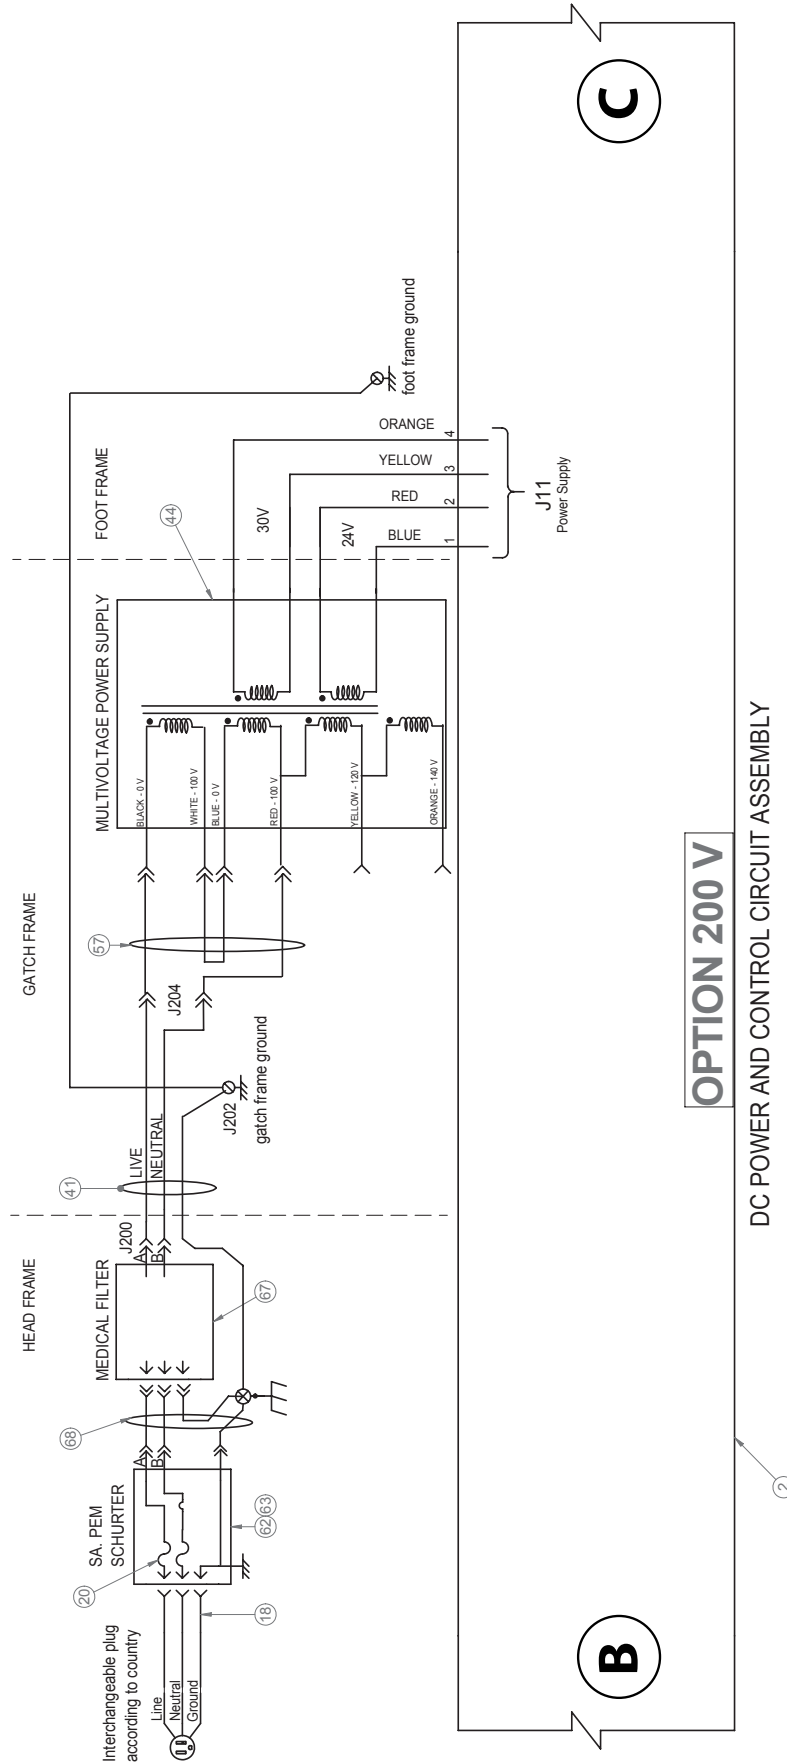 HEAD FRAME
GATCH FRAME
FOOT FRAME
Interchangeable plug
according to country
Line
Neutral
Ground
18
20
SA. PEM
SCHURTER
62
63
A
B
68
MEDICAL FILTER
67
A
B
J200
41
LIVE
NEUTRAL
J202
gatch frame ground
J204
57
MULTIVOLTAGE POWER SUPPLY
BLACK - 0 V
WHITE - 100 V
BLUE - 0 V
RED - 100 V
YELLOW - 120 V
ORANGE - 140 V
44
30V
24V
ORANGE
YELLOW
RED
BLUE
4
3
2
1
J11
Power Supply
foot frame ground
B
C
OPTION 200 V
DC POWER AND CONTROL CIRCUIT ASSEMBLY
2